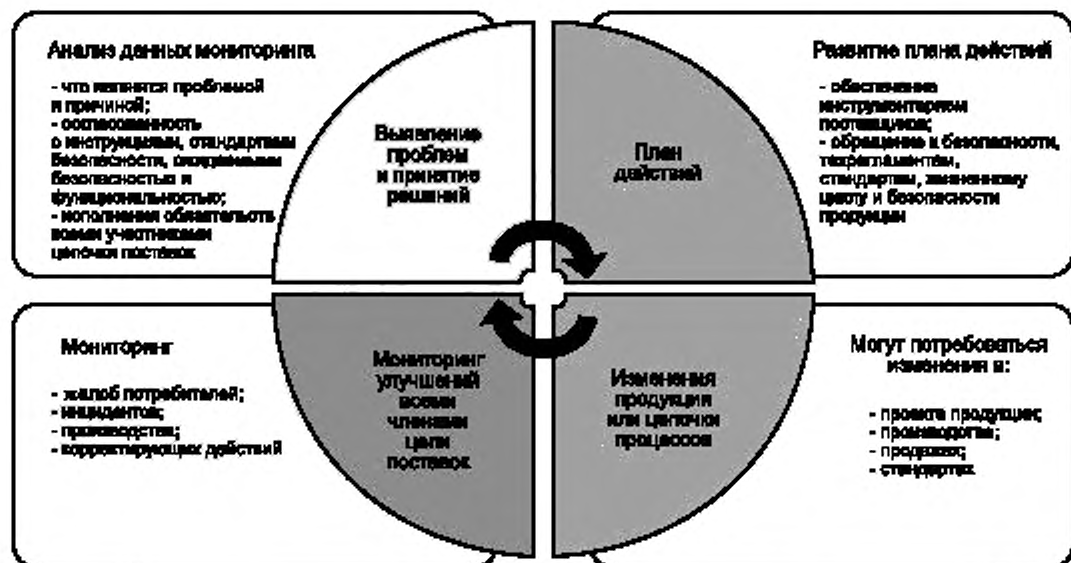 Анализ данных мониторинга
- что является проблемой
и причиной;
- согласованность
с инструкциями, стандартами
безопасности, ожидаемыми
безопасностью и
функциональностью;
- исполнения обязательств
всеми участниками
цепочки поставок
Выявление
проблем
и принятие
решений
План
действий
Развитие плана действий
- обеспечение
инструментарием
поставщиков;
- обращение к безопасности,
техрегламентам,
стандартам, жизненному
циклу и безопасности
продукции
Мониторинг
- жалоб потребителей;
- инцидентов;
- производства;
- корректирующих действий
Мониторинг
улучшений
всеми
членами
цепи
поставок
Изменения
продукции
или цепочки
процессов
Могут потребоваться
изменения в:
- проекте продукции;
- производстве;
- продажах;
- стандартах